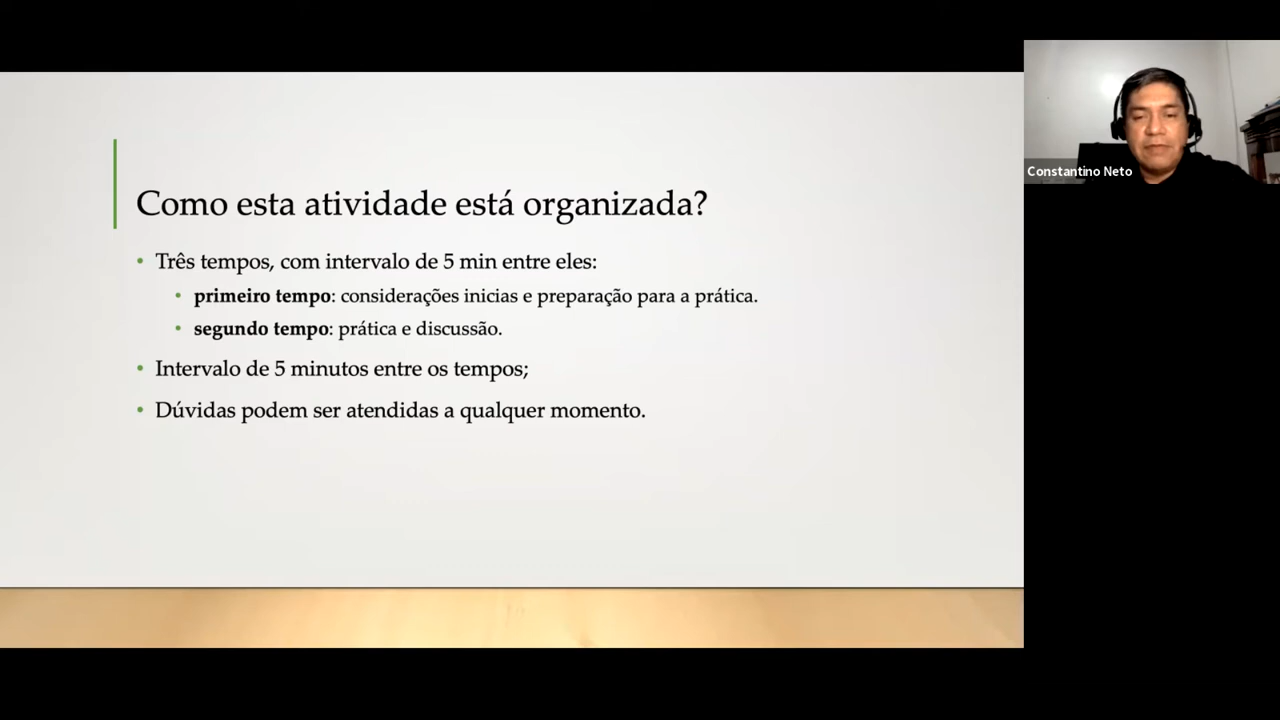 Como esta atividade está organizada?
• Três tempos, com intervalo de 5 min entre eles:
• primeiro tempo: considerações inicias e preparação para a prática.
• segundo tempo: prática e discussão.
• Intervalo de 5 minutos entre os tempos;
• Dúvidas podem ser atendidas a qualquer momento.
Constantino Neto